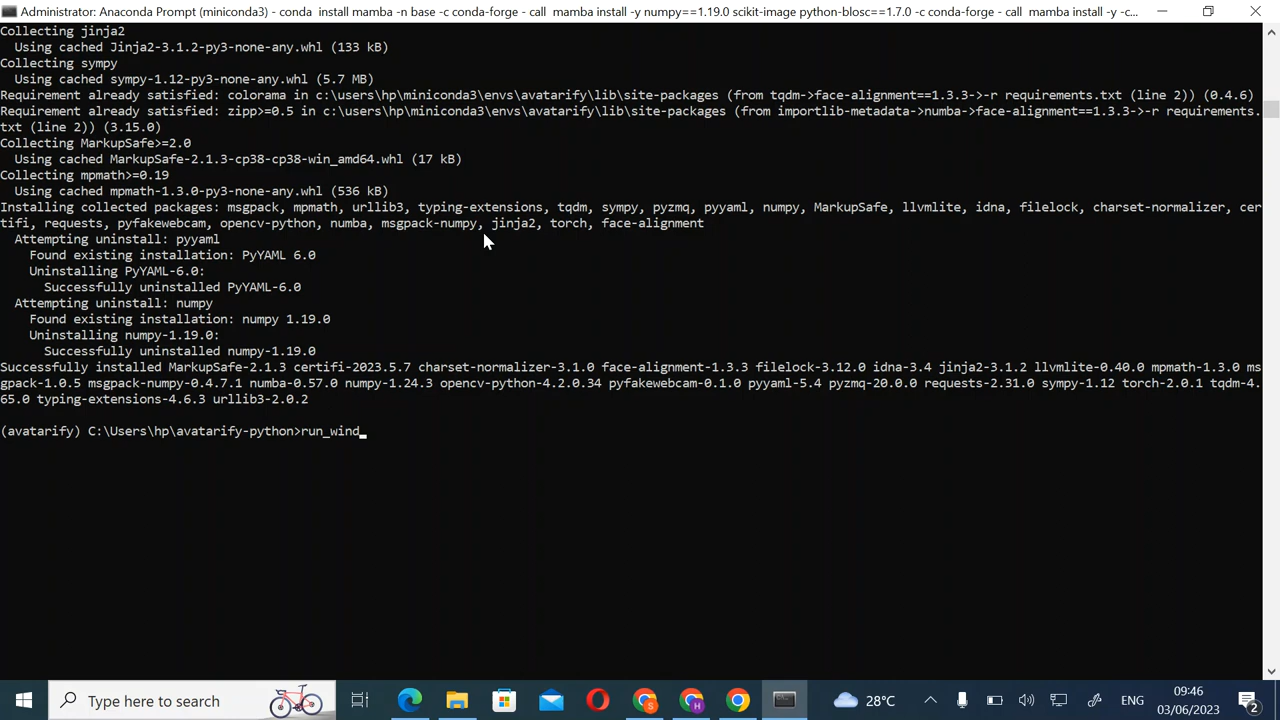 Administrator: Anaconda Prompt (miniconda3) - conda  install mamba -n base -c conda-forge - call  mamba install -y numpy==1.19.0 scikit-image python-blosc==1.7.0 -c conda-forge - call  mamba install -y -c...
Collecting jinja2
  Using cached Jinja2-3.1.2-py3-none-any.whl (133 kB)
Collecting sympy
  Using cached sympy-1.12-py3-none-any.whl (5.7 MB)
Requirement already satisfied: colorama in c:\users\hp\miniconda3\envs\avatarify\lib\site-packages (from tqdm->face-alignment==1.3.3->-r requirements.txt (line 2)) (0.4.6)
Requirement already satisfied: zipp>=0.5 in c:\users\hp\miniconda3\envs\avatarify\lib\site-packages (from importlib-metadata->numba->face-alignment==1.3.3->-r requirements.
txt (line 2)) (3.15.0)
Collecting MarkupSafe>=2.0
  Using cached MarkupSafe-2.1.3-cp38-cp38-win_amd64.whl (17 kB)
Collecting mpmath>=0.19
  Using cached mpmath-1.3.0-py3-none-any.whl (536 kB)
Installing collected packages: msgpack, mpmath, urllib3, typing-extensions, tqdm, sympy, pyzmq, pyyaml, numpy, MarkupSafe, llvmlite, idna, filelock, charset-normalizer, cer
tifi, requests, pyfakewebcam, opencv-python, numba, msgpack-numpy, jinja2, torch, face-alignment
  Attempting uninstall: pyyaml
    Found existing installation: PyYAML 6.0
    Uninstalling PyYAML-6.0:
      Successfully uninstalled PyYAML-6.0
  Attempting uninstall: numpy
    Found existing installation: numpy 1.19.0
    Uninstalling numpy-1.19.0:
      Successfully uninstalled numpy-1.19.0
Successfully installed MarkupSafe-2.1.3 certifi-2023.5.7 charset-normalizer-3.1.0 face-alignment-1.3.3 filelock-3.12.0 idna-3.4 jinja2-3.1.2 llvmlite-0.40.0 mpmath-1.3.0 ms
gpack-1.0.5 msgpack-numpy-0.4.7.1 numba-0.57.0 numpy-1.24.3 opencv-python-4.2.0.34 pyfakewebcam-0.1.0 pyyaml-5.4 pyzmq-20.0.0 requests-2.31.0 sympy-1.12 torch-2.0.1 tqdm-4.
65.0 typing-extensions-4.6.3 urllib3-2.0.2
(avatarify) C:\Users\hp\avatarify-python>run_wind_
Type here to search
28°C
ENG
09:46
03/06/2023
2
S
H